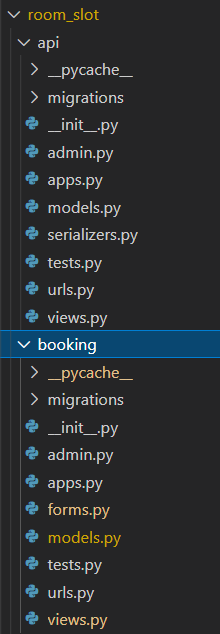 room_slot
api
__pycache__
migrations
__init__.py
admin.py
apps.py
models.py
serializers.py
tests.py
urls.py
views.py
booking
__pycache__
migrations
__init__.py
admin.py
apps.py
forms.py
models.py
tests.py
urls.py
views.py